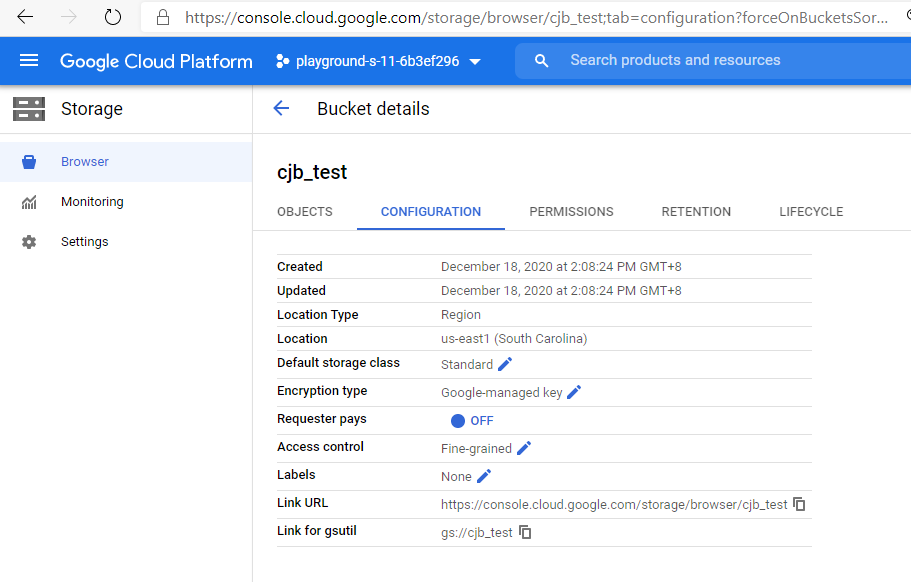 https://console.cloud.google.com/storage/browser/cjb_test;tab=configuration?forceOnBucketsSor...
Google Cloud Platform playground-s-11-6b3ef296 Search products and resources
Storage Bucket details
Browser
Monitoring
Settings
cjb_test
OBJECTS CONFIGURATION PERMISSIONS RETENTION LIFECYCLE
Created December 18, 2020 at 2:08:24 PM GMT+8
Updated December 18, 2020 at 2:08:24 PM GMT+8
Location Type Region
Location us-east1 (South Carolina)
Default storage class Standard
Encryption type Google-managed key
Requester pays OFF
Access control Fine-grained
Labels None
Link URL https://console.cloud.google.com/storage/browser/cjb_test
Link for gsutil gs://cjb_test